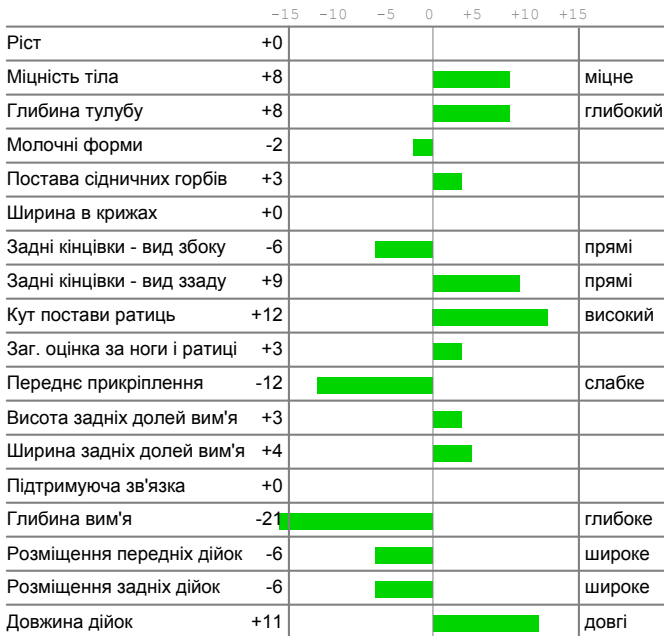 -15 -10 -5 0 +5 +10 +15
Ріст +0
Міцність тіла +8 міцне
Глибина тулубу +8 глибокий
Молочні форми -2
Постава сідничних горбів +3
Ширина в крижах +0
Задні кінцівки - вид збоку -6 прямі
Задні кінцівки - вид ззаду +9 прямі
Кут постави ратиць +12 високий
Заг. оцінка за ноги і ратиці +3
Переднє прикріплення -12 слабке
Висота задніх долей вим'я +3
Ширина задніх долей вим'я +4
Підтримуюча зв'язка +0
Глибина вим'я -21 глибоке
Розміщення передніх дійок -6 широке
Розміщення задніх дійок -6 широке
Довжина дійок +11 довгі